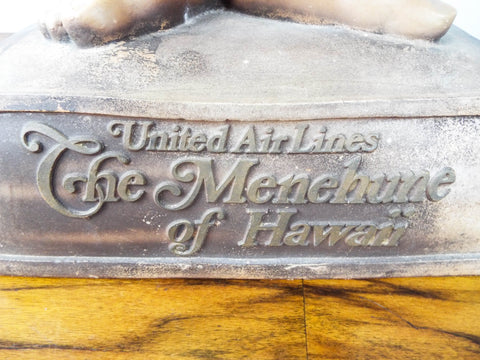 United Air Lines
The Menehune
of Hawaii